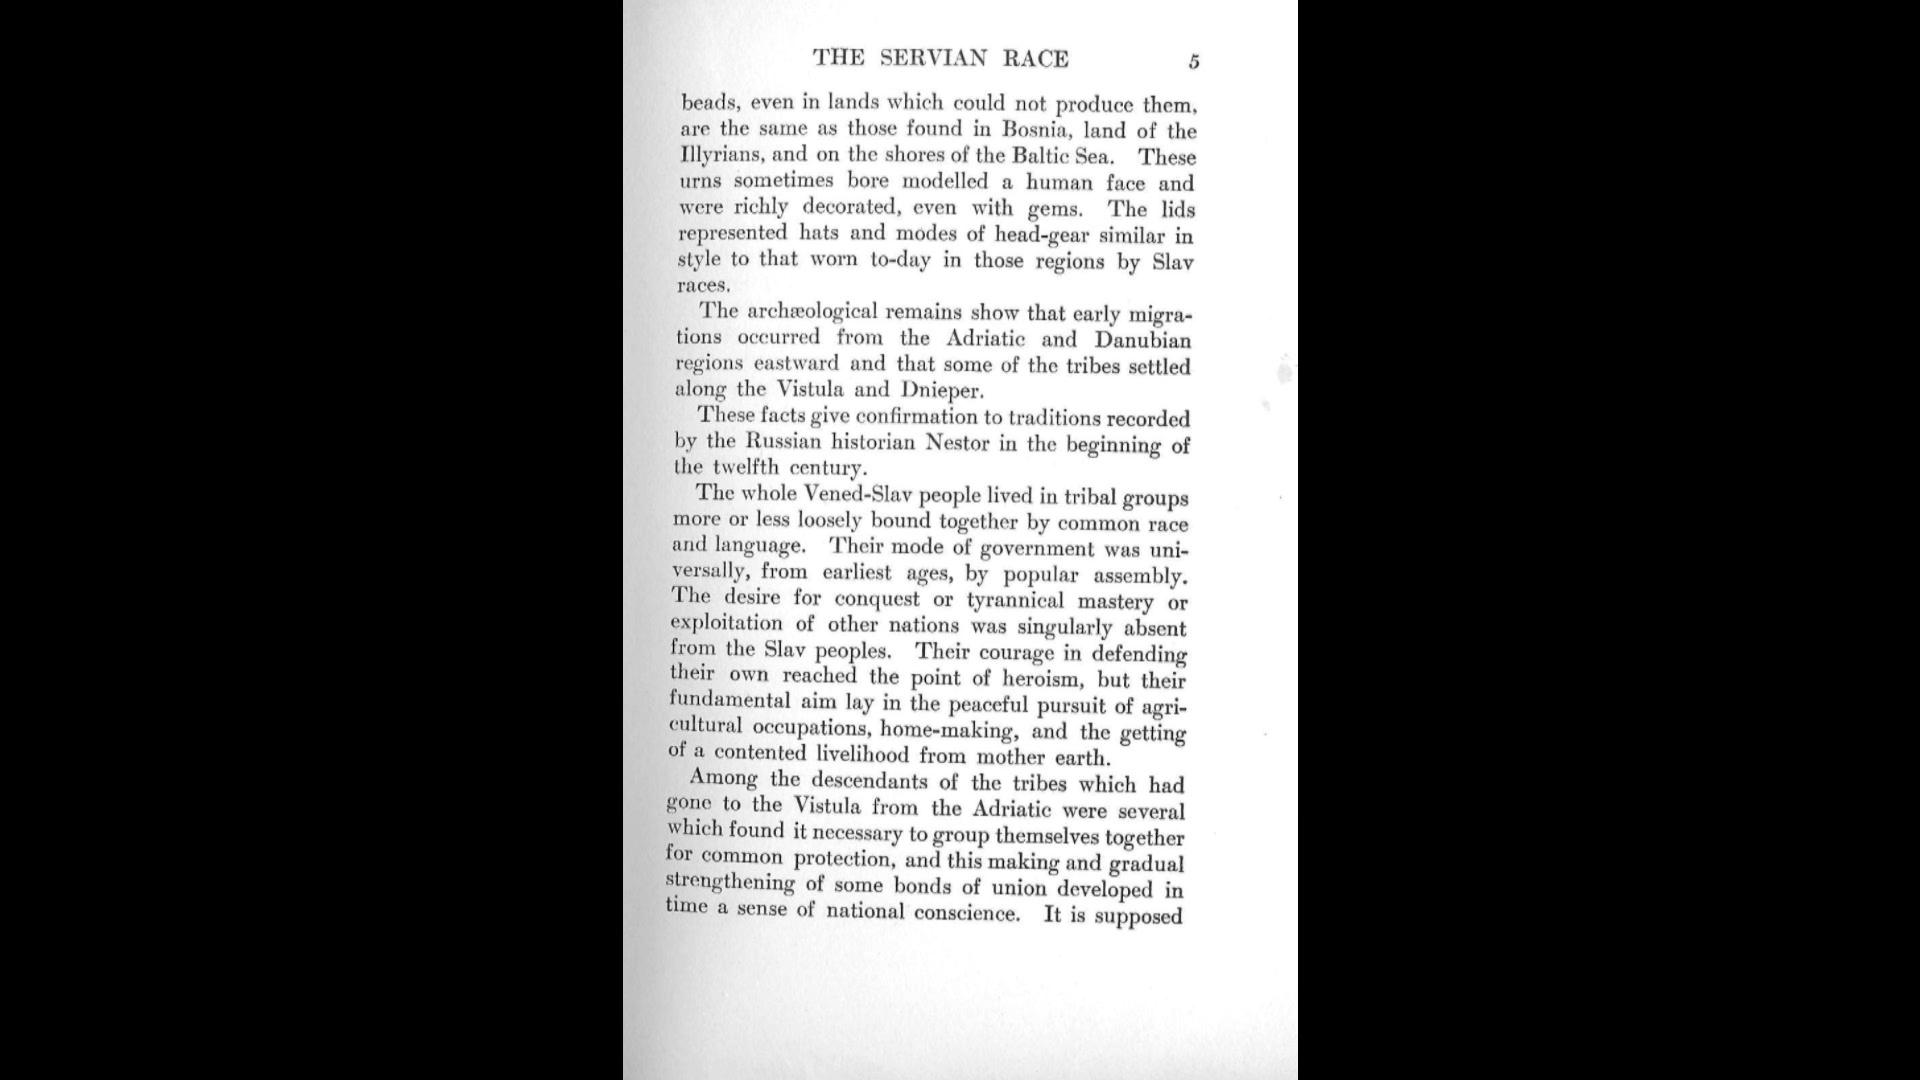 THE SERVIAN RACE 5
beads, even in lands which could not produce them,
are the same as those found in Bosnia, land of the
Illyrians, and on the shores of the Baltic Sea. These
urns sometimes bore modelled a human face and
were richly decorated, even with gems. The lids
represented hats and modes of head-gear similar in
style to that worn to-day in those regions by Slav
races.
The archæological remains show that early migra-
tions occurred from the Adriatic and Danubian
regions eastward and that some of the tribes settled
along the Vistula and Dnieper.
These facts give confirmation to traditions recorded
by the Russian historian Nestor in the beginning of
the twelfth century.
The whole Vened-Slav people lived in tribal groups
more or less loosely bound together by common race
and language. Their mode of government was uni-
versally, from earliest ages, by popular assembly.
The desire for conquest or tyrannical mastery or
exploitation of other nations was singularly absent
from the Slav peoples. Their courage in defending
their own reached the point of heroism, but their
fundamental aim lay in the peaceful pursuit of agri-
cultural occupations, home-making, and the getting
of a contented livelihood from mother earth.
Among the descendants of the tribes which had
gone to the Vistula from the Adriatic were several
which found it necessary to group themselves together
for common protection, and this making and gradual
strengthening of some bonds of union developed in
time a sense of national conscience. It is supposed